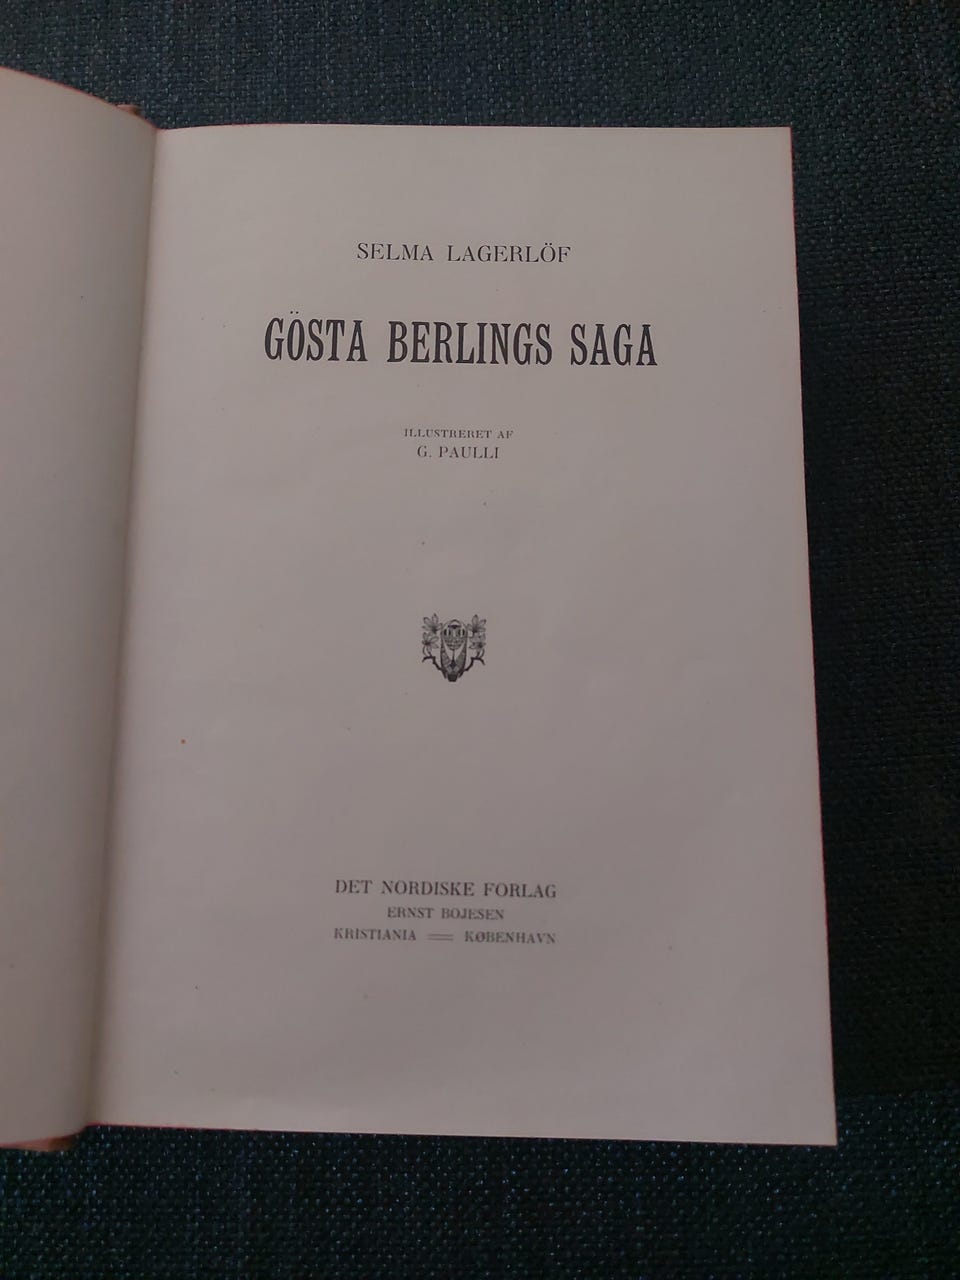 SELMA LAGERLÖF
GÖSTA BERLINGS SAGA
ILLUSTRERET AF
G. PAULLI
DET NORDISKE FORLAG
ERNST BOJESEN
KRISTIANIA — KØBENHAVN